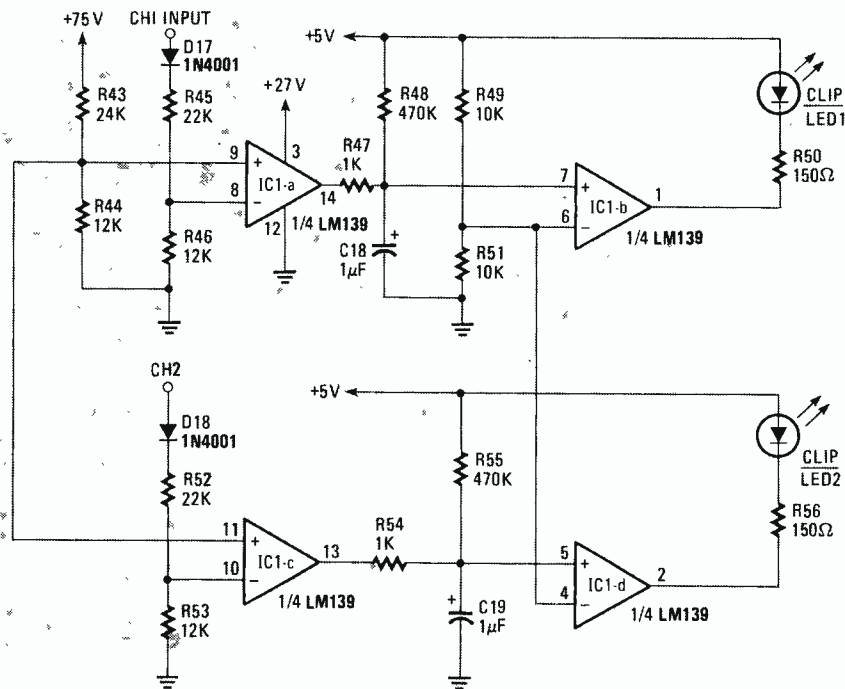 CH1 INPUT
+75V
D17
1N4001
R43
24K
R45
22K
+27V
+5V
R48
470K
R49
10K
CLIP
LED1
R47
1K
9
+
3
IC1-a
8
−
14
12
1/4 LM139
R44
12K
R46
12K
7
+
IC1-b
1
6
−
1/4 LM139
R50
150Ω
+
C18
1µF
R51
10K
CH2
D18
1N4001
R52
22K
+5V
R55
470K
CLIP
LED2
R54
1K
11
+
IC1-c
13
10
−
1/4 LM139
5
+
IC1-d
2
4
−
1/4 LM139
R56
150Ω
R53
12K
+
C19
1µF